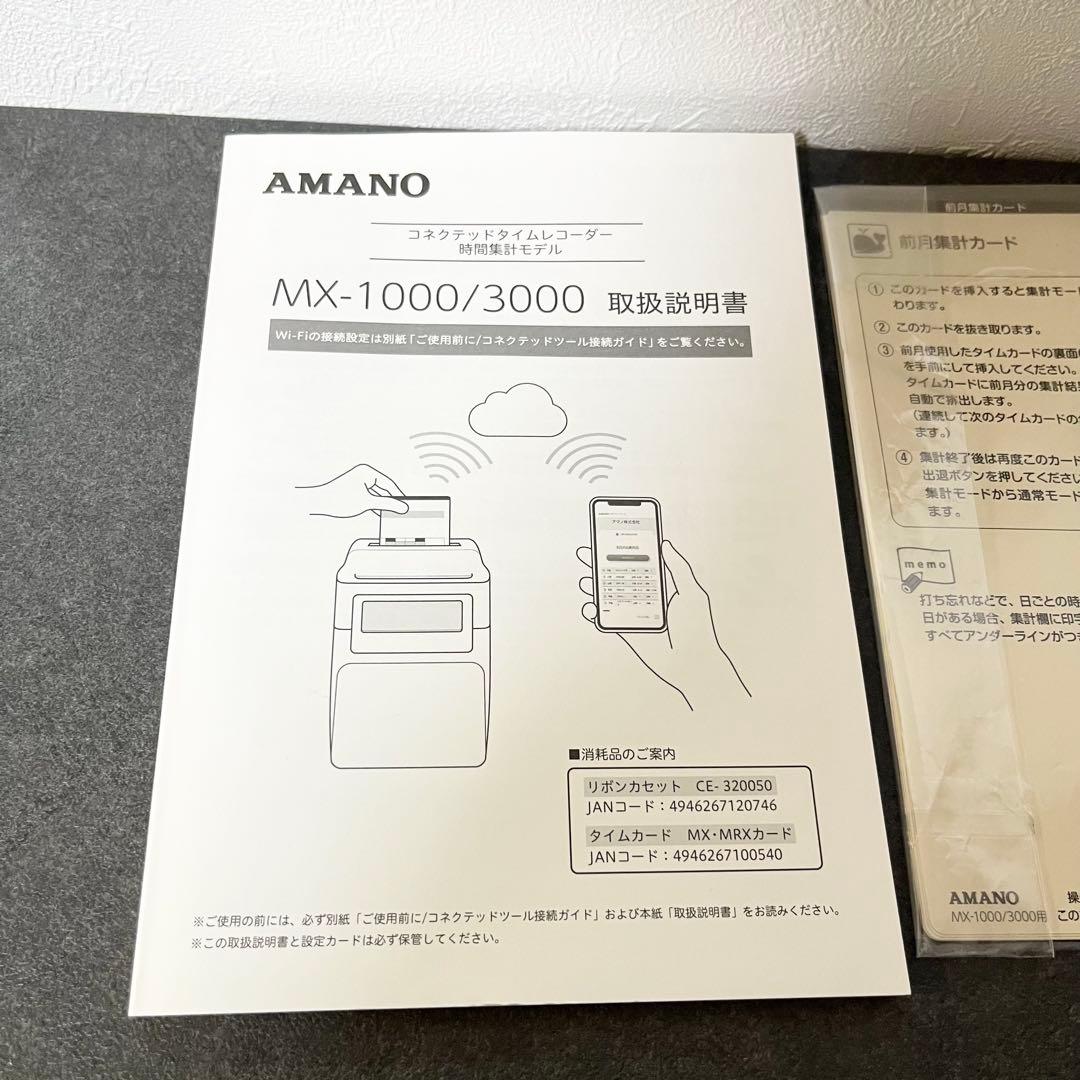 AMANO
コネクテッドタイムレコーダー
時間集計モデル
MX-1000/3000 取扱説明書
Wi-Fiの接続設定は別紙「ご使用前に/コネクテッドツール接続ガイド」をご覧ください。
アマノ株式会社
■消耗品のご案内
リボンカセット CE- 320050
JANコード：4946267120746
タイムカード MX・MRXカード
JANコード：4946267100540
※ご使用の前には、必ず別紙「ご使用前に/コネクテッドツール接続ガイド」および本紙「取扱説明書」をお読みください。
※この取扱説明書と設定カードは必ず保管してください。
前月集計カード
前月集計カード
① このカードを挿入すると集計モー
わります。
② このカードを抜き取ります。
③ 前月使用したタイムカードの裏面
を手前にして挿入してください。
タイムカードに前月分の集計結
自動で排出します。
（連続して次のタイムカードの
ます。）
④ 集計終了後は再度このカード
出退ボタンを押してくださ
集計モードから通常モード
ます。
memo
打ち忘れなどで、日ごとの時
日がある場合、集計欄に印字
すべてアンダーラインがつ
AMANO 操
MX-1000/3000用 この